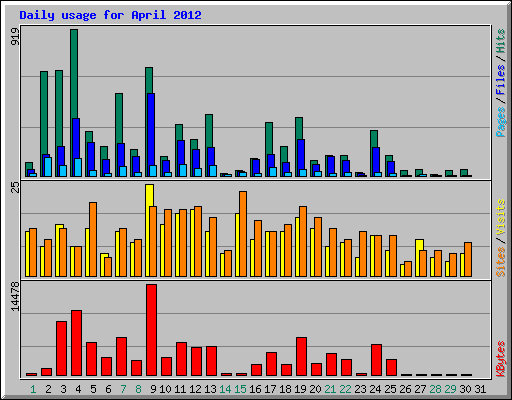 Daily usage for April 2012
919
Pages / Files / Hits
25
Sites / Visits
14478
KBytes
1 2 3 4 5 6 7 8 9 10 11 12 13 14 15 16 17 18 19 20 21 22 23 24 25 26 27 28 29 30 31